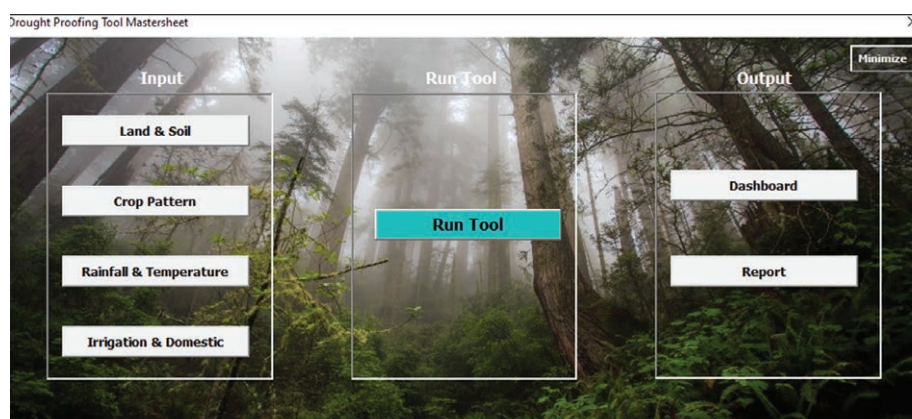 Drought Proofing Tool Mastersheet
Minimize
Input
Land & Soil
Crop Pattern
Rainfall & Temperature
Irrigation & Domestic
Run Tool
Run Tool
Output
Dashboard
Report